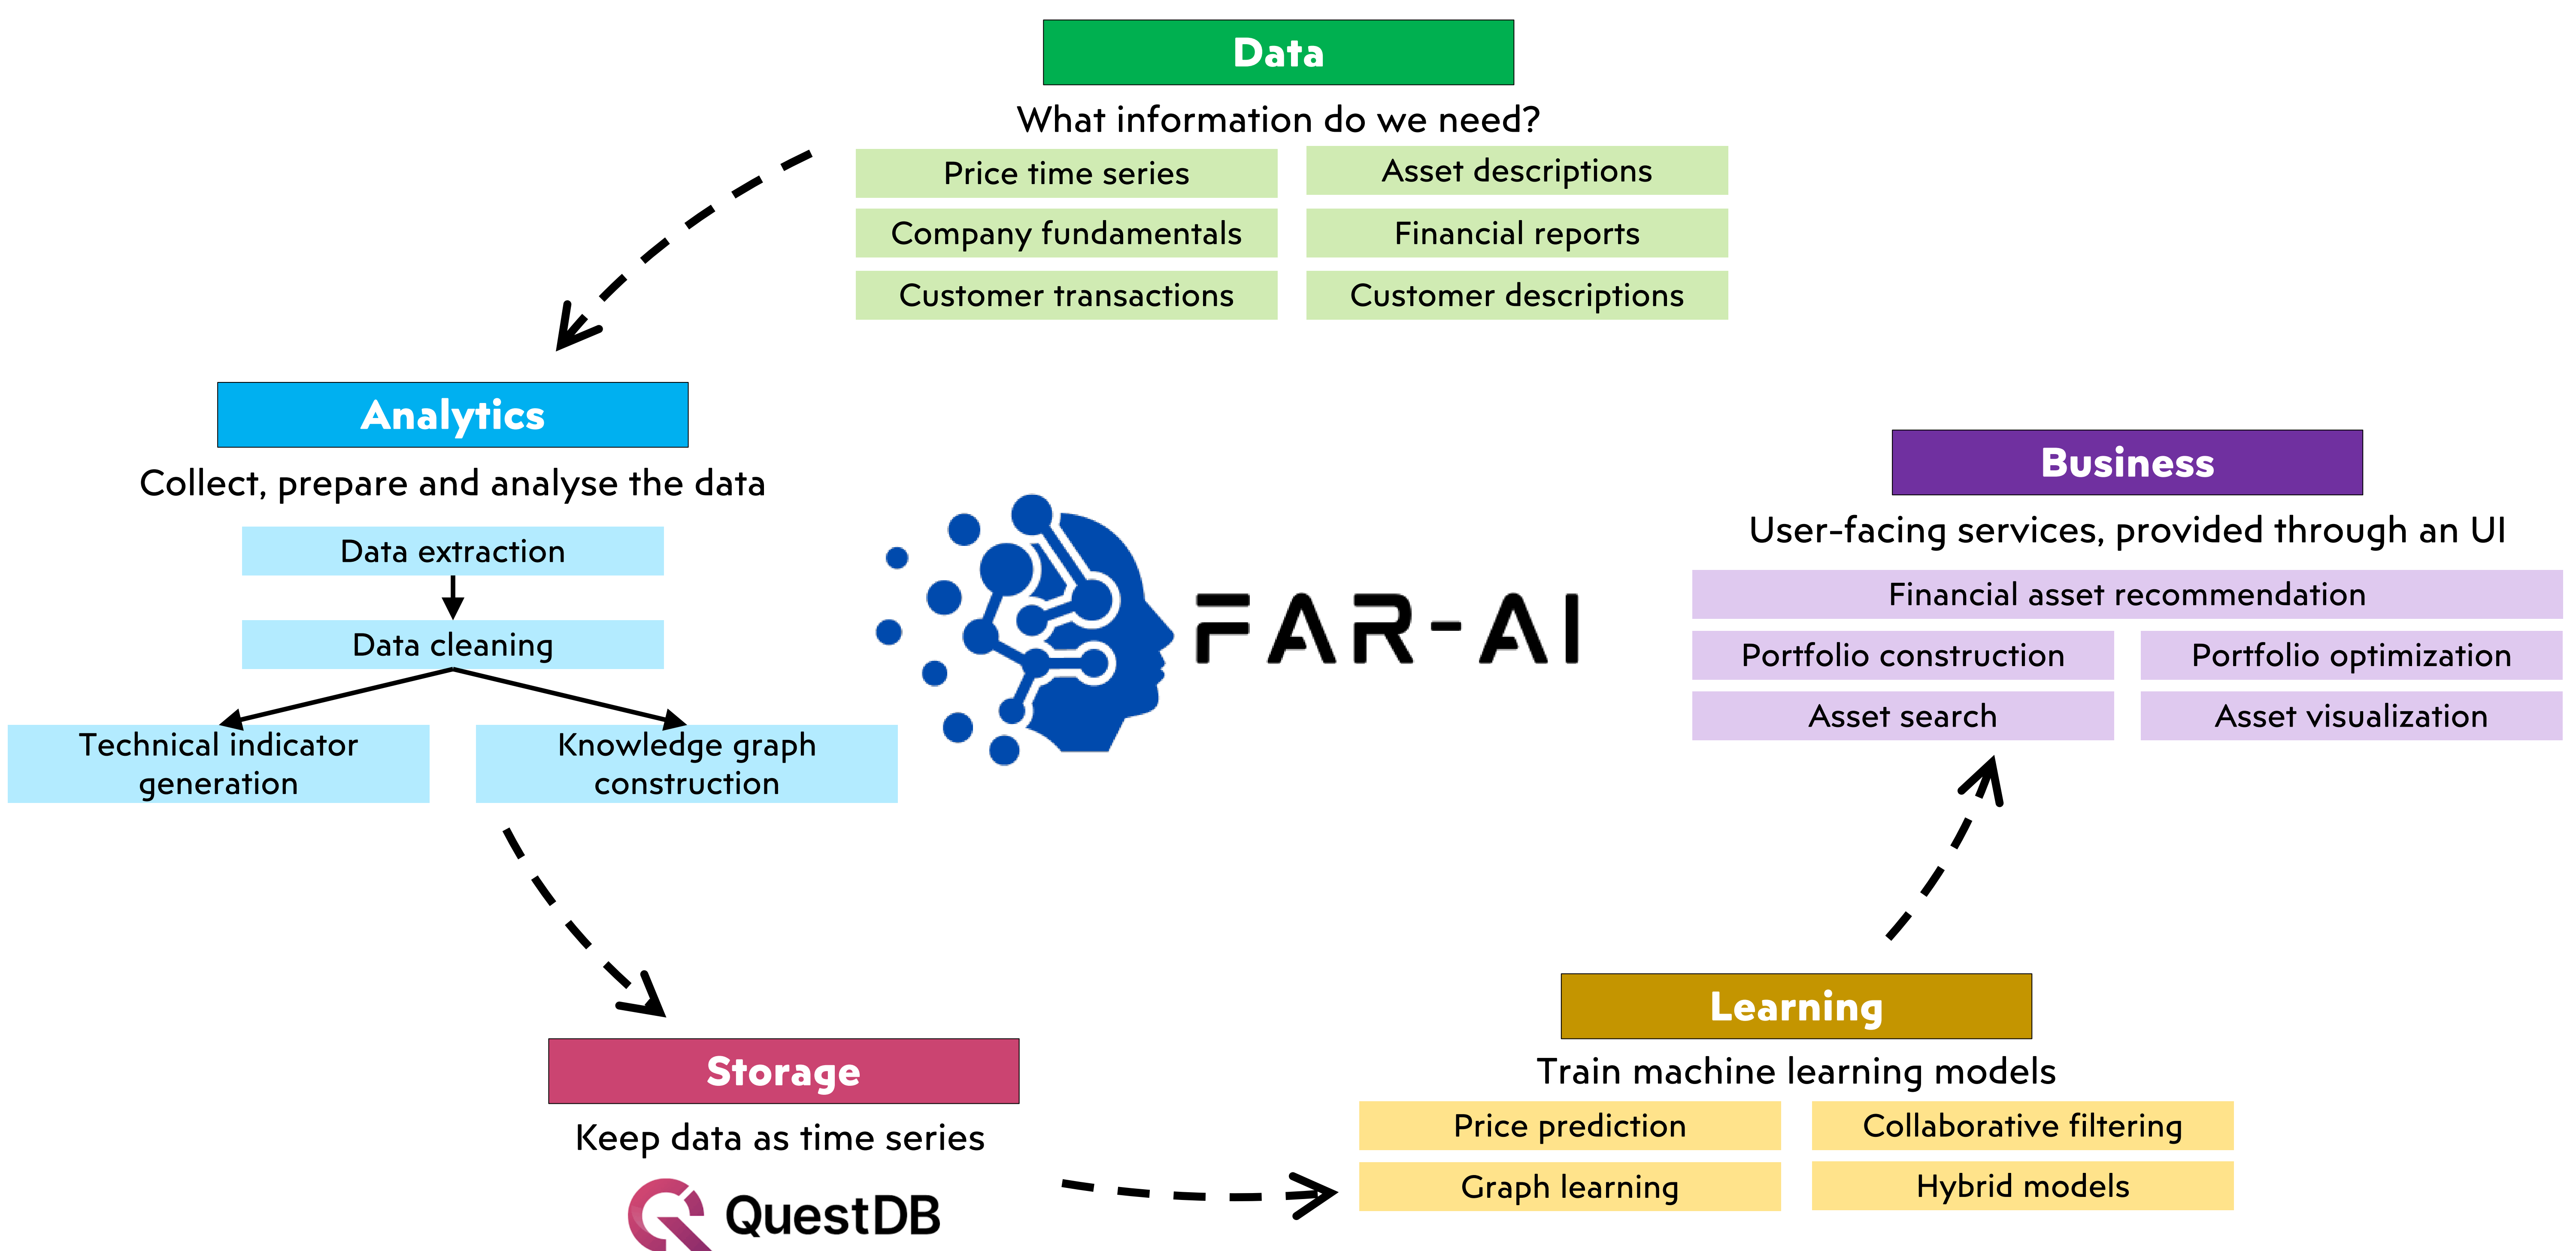 Data
What information do we need?
Price time series
Asset descriptions
Company fundamentals
Financial reports
Customer transactions
Customer descriptions
Analytics
Collect, prepare and analyse the data
Data extraction
Data cleaning
Technical indicator
generation
Knowledge graph
construction
FAR-AI
Storage
Keep data as time series
QuestDB
Learning
Train machine learning models
Price prediction
Collaborative filtering
Graph learning
Hybrid models
Business
User-facing services, provided through an UI
Financial asset recommendation
Portfolio construction
Portfolio optimization
Asset search
Asset visualization